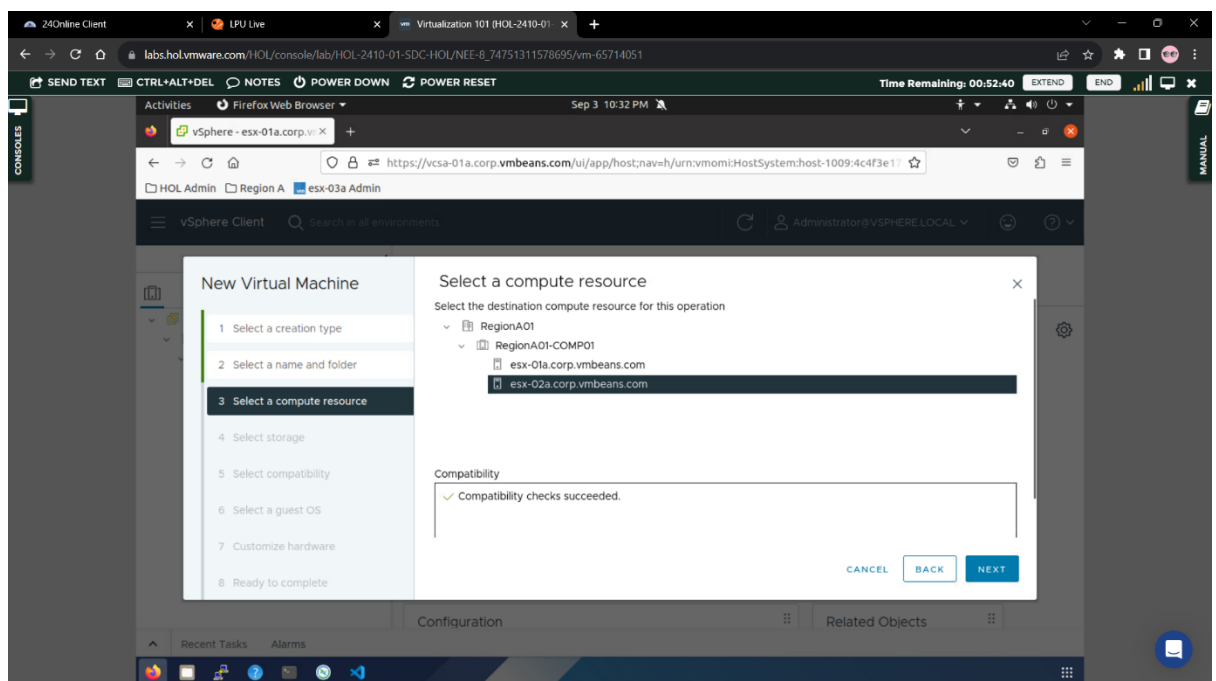 24Online Client
LPU Live
Virtualization 101 (HOL-2410-01-
labs.hol.vmware.com/HOL/console/lab/HOL-2410-01-SDC-HOL/NEE-8_74751311578695/vm-65714051
SEND TEXT CTRL+ALT+DEL NOTES POWER DOWN POWER RESET Time Remaining: 00:52:40 EXTEND END
CONSOLES
MANUAL
Activities Firefox Web Browser Sep 3 10:32 PM
vSphere - esx-01a.corp.v
https://vcsa-01a.corp.vmbeans.com/ui/app/host;nav=h/urn:vmomi:HostSystem:host-1009:4c4f3e17
HOL Admin Region A esx-03a Admin
vSphere Client Search in all environments Administrator@VSPHERE.LOCAL
New Virtual Machine
1 Select a creation type
2 Select a name and folder
3 Select a compute resource
4 Select storage
5 Select compatibility
6 Select a guest OS
7 Customize hardware
8 Ready to complete
Select a compute resource
Select the destination compute resource for this operation
RegionA01
RegionA01-COMP01
esx-01a.corp.vmbeans.com
esx-02a.corp.vmbeans.com
Compatibility
Compatibility checks succeeded.
CANCEL BACK NEXT
Configuration Related Objects
Recent Tasks Alarms